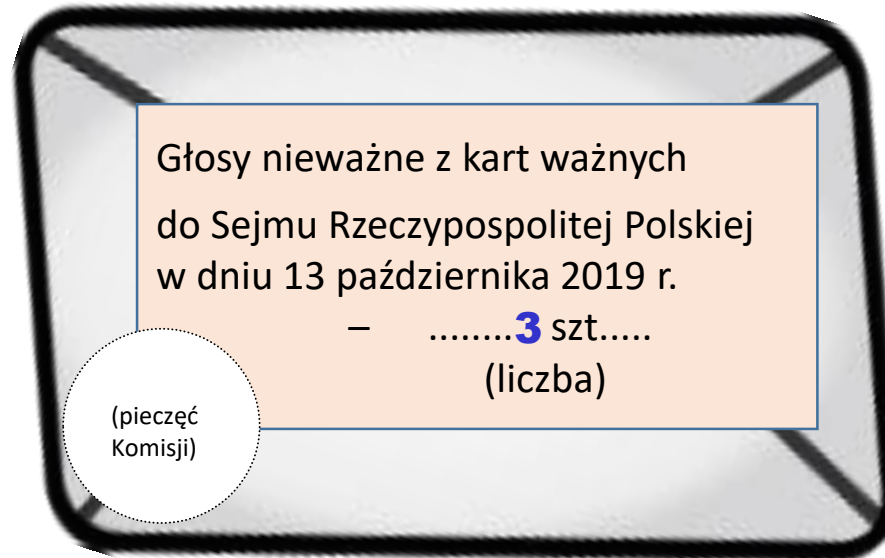 Głosy nieważne z kart ważnych
do Sejmu Rzeczypospolitej Polskiej
w dniu 13 października 2019 r.
– ........3 szt.....
(liczba)
(pieczęć
Komisji)